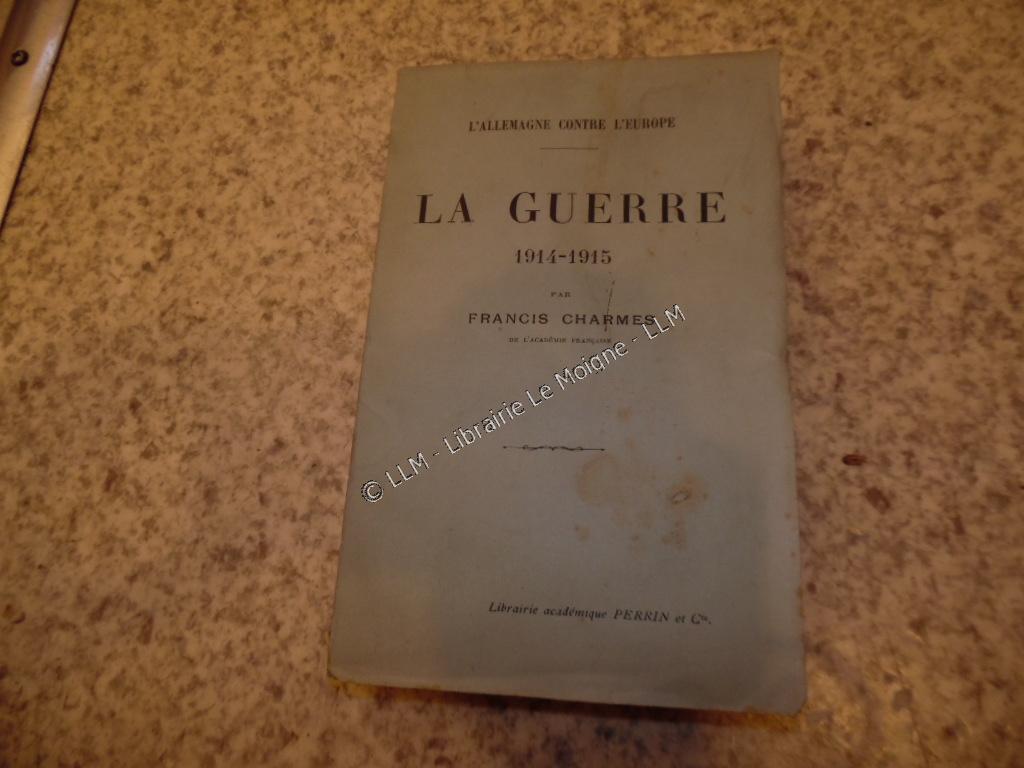 L'ALLEMAGNE CONTRE L'EUROPE
LA GUERRE
1914-1915
PAR
FRANCIS CHARMES
DE L'ACADÉMIE FRANÇAISE
© LLM - Librairie Le Moigne - LLM
Librairie académique PERRIN et Cie.